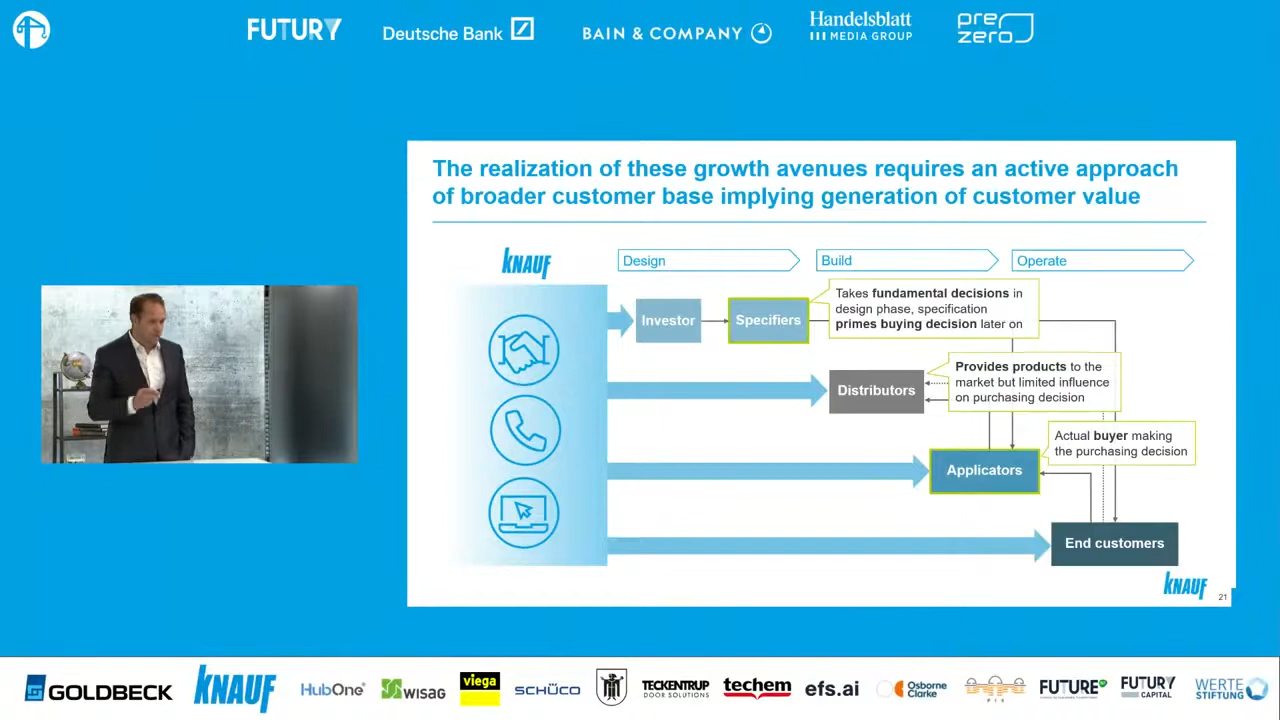 FUTURY
Deutsche Bank
BAIN & COMPANY
Handelsblatt
MEDIA GROUP
pre
zero
The realization of these growth avenues requires an active approach
of broader customer base implying generation of customer value
KNAUF
Design
Build
Operate
Investor
Specifiers
Takes fundamental decisions in
design phase, specification
primes buying decision later on
Distributors
Provides products to the
market but limited influence
on purchasing decision
Applicators
Actual buyer making
the purchasing decision
End customers
KNAUF
21
GOLDBECK
KNAUF
HubOne
WISAG
viega
SCHÜCO
TECKENTRUP
DOOR SOLUTIONS
techem
efs.ai
Osborne
Clarke
FUTURE
FUTURY
CAPITAL
WERTE
STIFTUNG